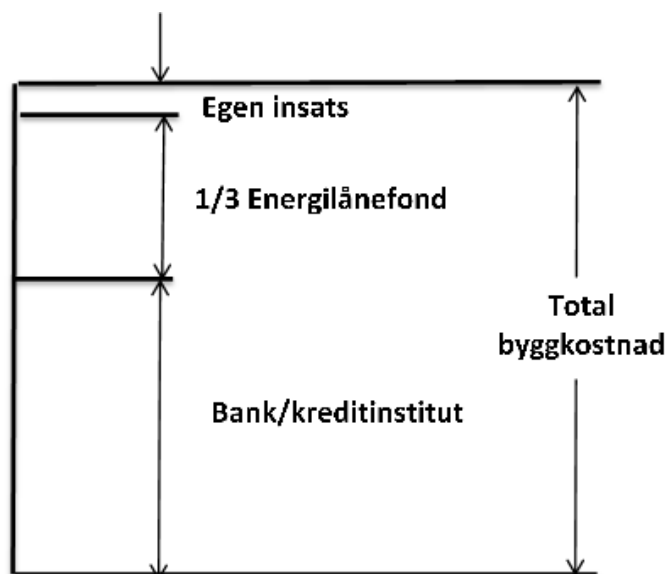 Egen insats
1/3 Energilånefond
Total
byggkostnad
Bank/kreditinstitut